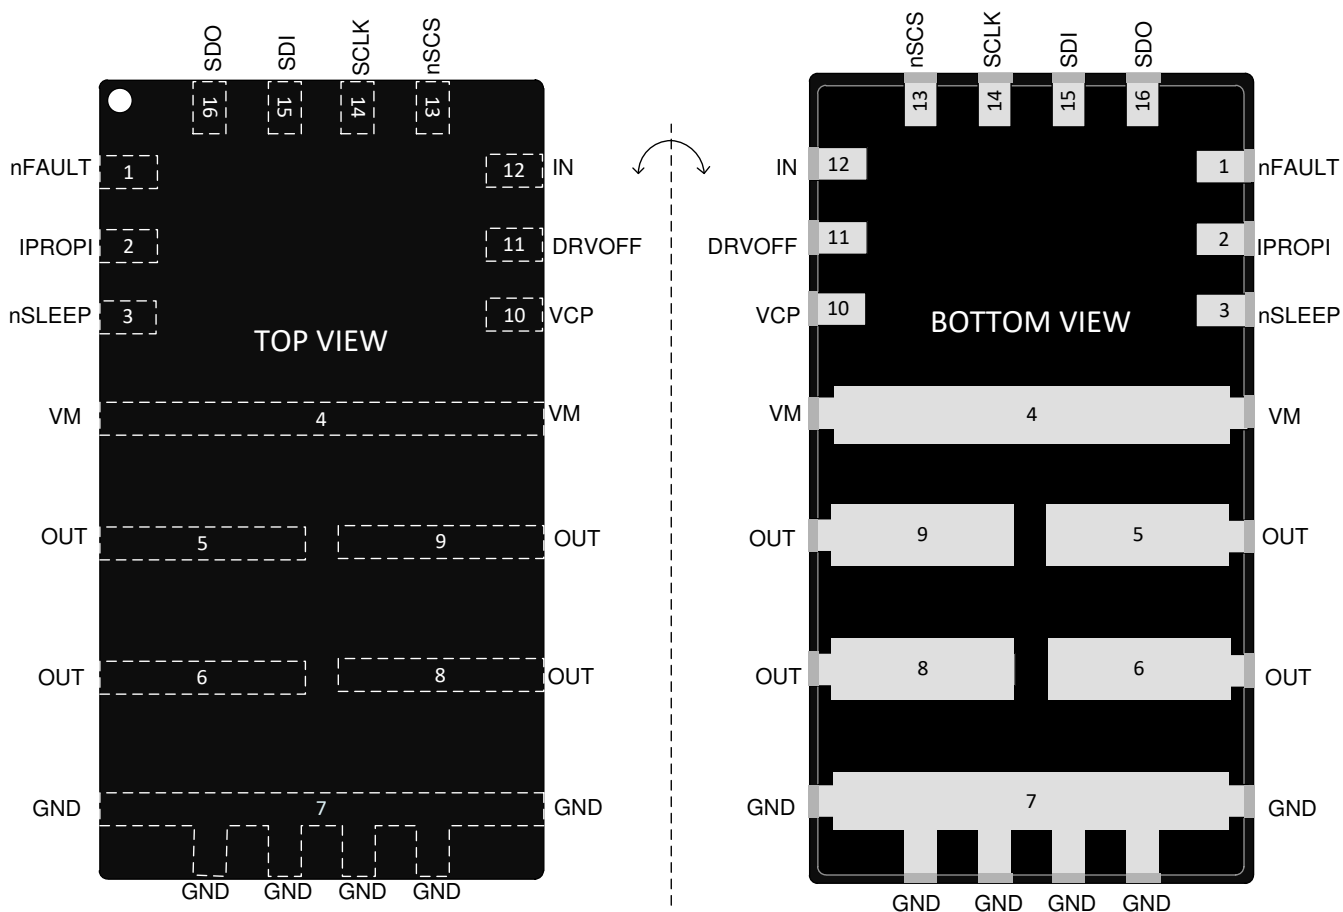 SDO SDI SCLK nSCS
16 15 14 13
nFAULT 1 12 IN
IPROPI 2 11 DRVOFF
nSLEEP 3 10 VCP
TOP VIEW
VM 4 VM
OUT 5 9 OUT
OUT 6 8 OUT
GND 7 GND
GND GND GND GND
nSCS SCLK SDI SDO
13 14 15 16
IN 12 1 nFAULT
DRVOFF 11 2 IPROPI
VCP 10 3 nSLEEP
BOTTOM VIEW
VM 4 VM
OUT 9 5 OUT
OUT 8 6 OUT
GND 7 GND
GND GND GND GND